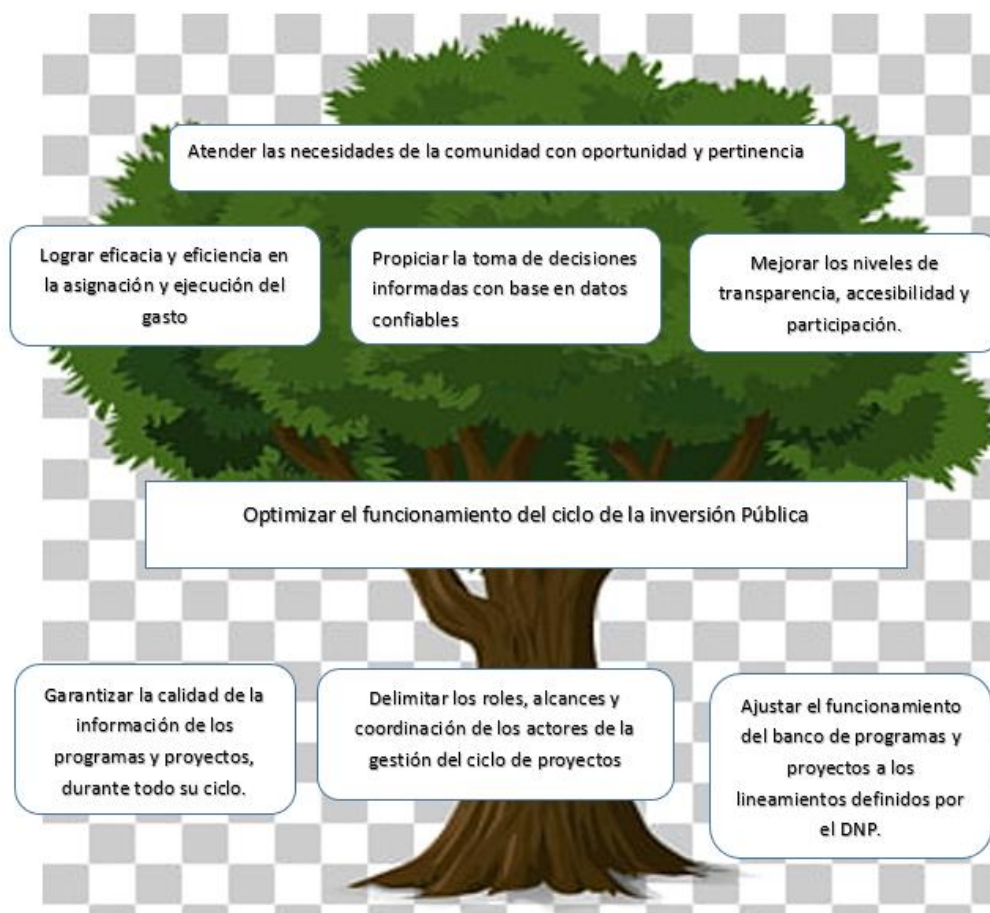 Atender las necesidades de la comunidad con oportunidad y pertinencia
Lograr eficacia y eficiencia en
la asignación y ejecución del
gasto
Propiciar la toma de decisiones
informadas con base en datos
confiables
Mejorar los niveles de
transparencia, accesibilidad y
participación.
Optimizar el funcionamiento del ciclo de la inversión Pública
Garantizar la calidad de la
información de los
programas y proyectos,
durante todo su ciclo.
Delimitar los roles, alcances y
coordinación de los actores de la
gestión del ciclo de proyectos
Ajustar el funcionamiento
del banco de programas y
proyectos a los
lineamientos definidos por
el DNP.